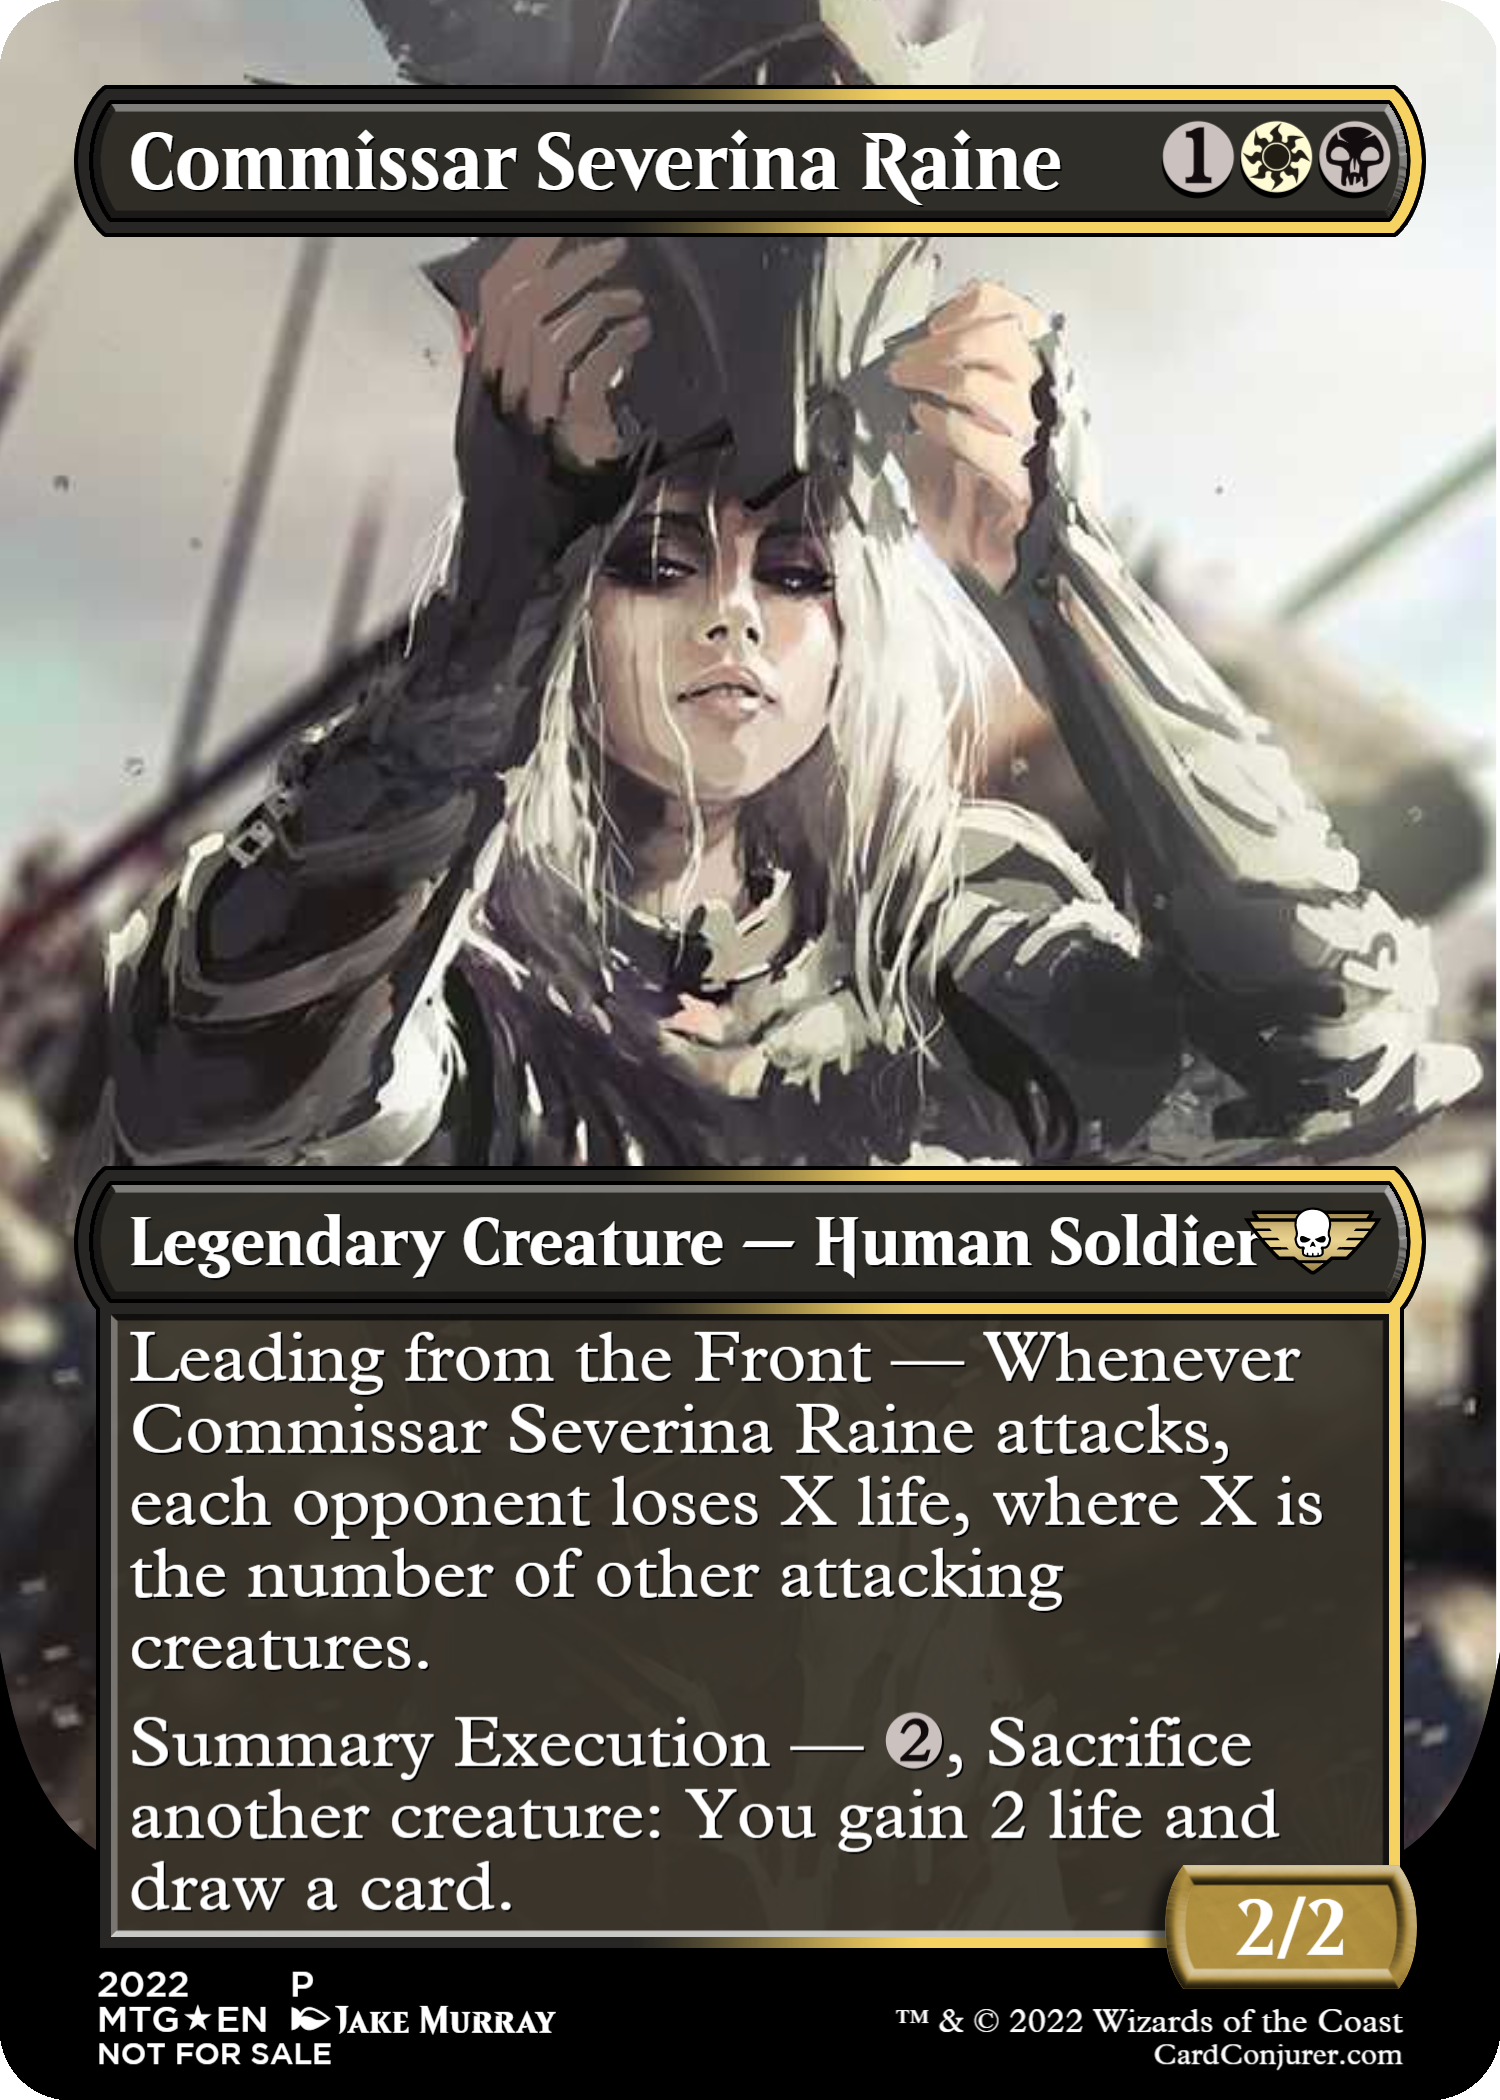 Commissar Severina Raine 1
Legendary Creature — Human Soldier
Leading from the Front — Whenever
Commissar Severina Raine attacks,
each opponent loses X life, where X is
the number of other attacking
creatures.
Summary Execution — 2, Sacrifice
another creature: You gain 2 life and
draw a card.
2/2
2022 P
MTG★EN JAKE MURRAY
NOT FOR SALE
™ & © 2022 Wizards of the Coast
CardConjurer.com